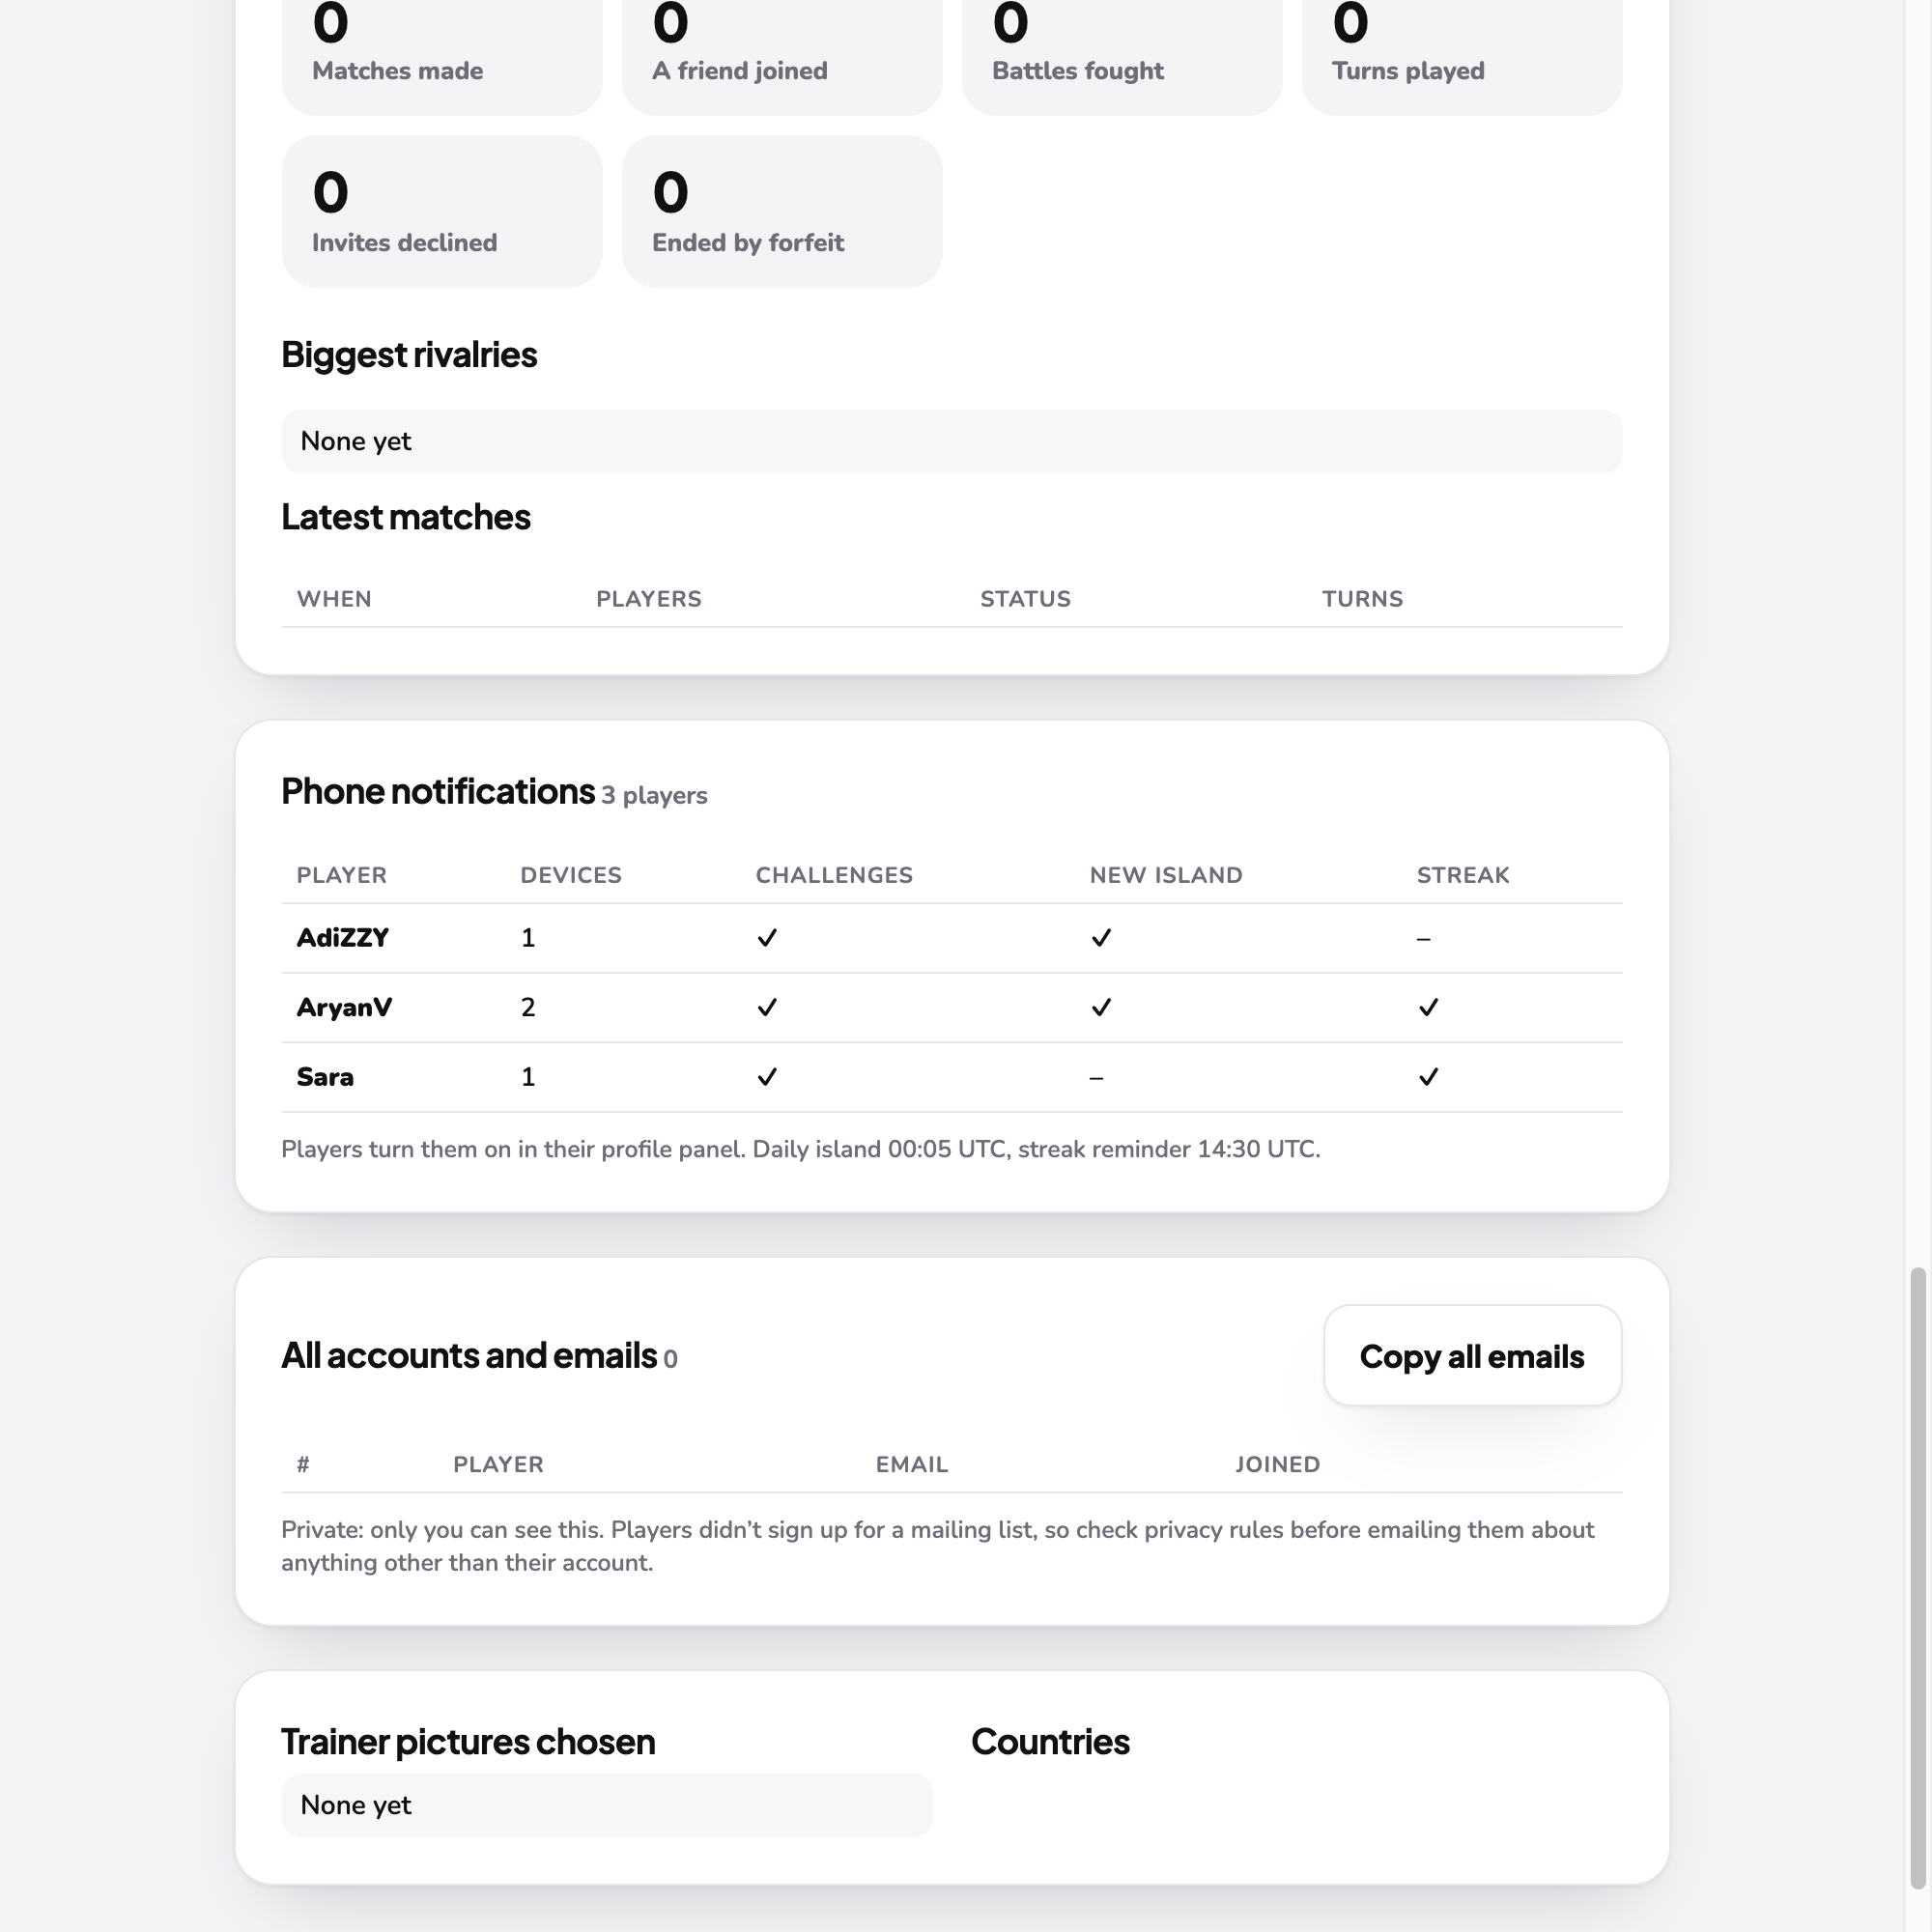 0 0 0 0
Matches made A friend joined Battles fought Turns played
0 0
Invites declined Ended by forfeit
Biggest rivalries
None yet
Latest matches
WHEN PLAYERS STATUS TURNS
Phone notifications 3 players
PLAYER DEVICES CHALLENGES NEW ISLAND STREAK
AdiZZY 1 ✓ ✓ –
AryanV 2 ✓ ✓ ✓
Sara 1 ✓ – ✓
Players turn them on in their profile panel. Daily island 00:05 UTC, streak reminder 14:30 UTC.
All accounts and emails 0
Copy all emails
# PLAYER EMAIL JOINED
Private: only you can see this. Players didn’t sign up for a mailing list, so check privacy rules before emailing them about
anything other than their account.
Trainer pictures chosen Countries
None yet